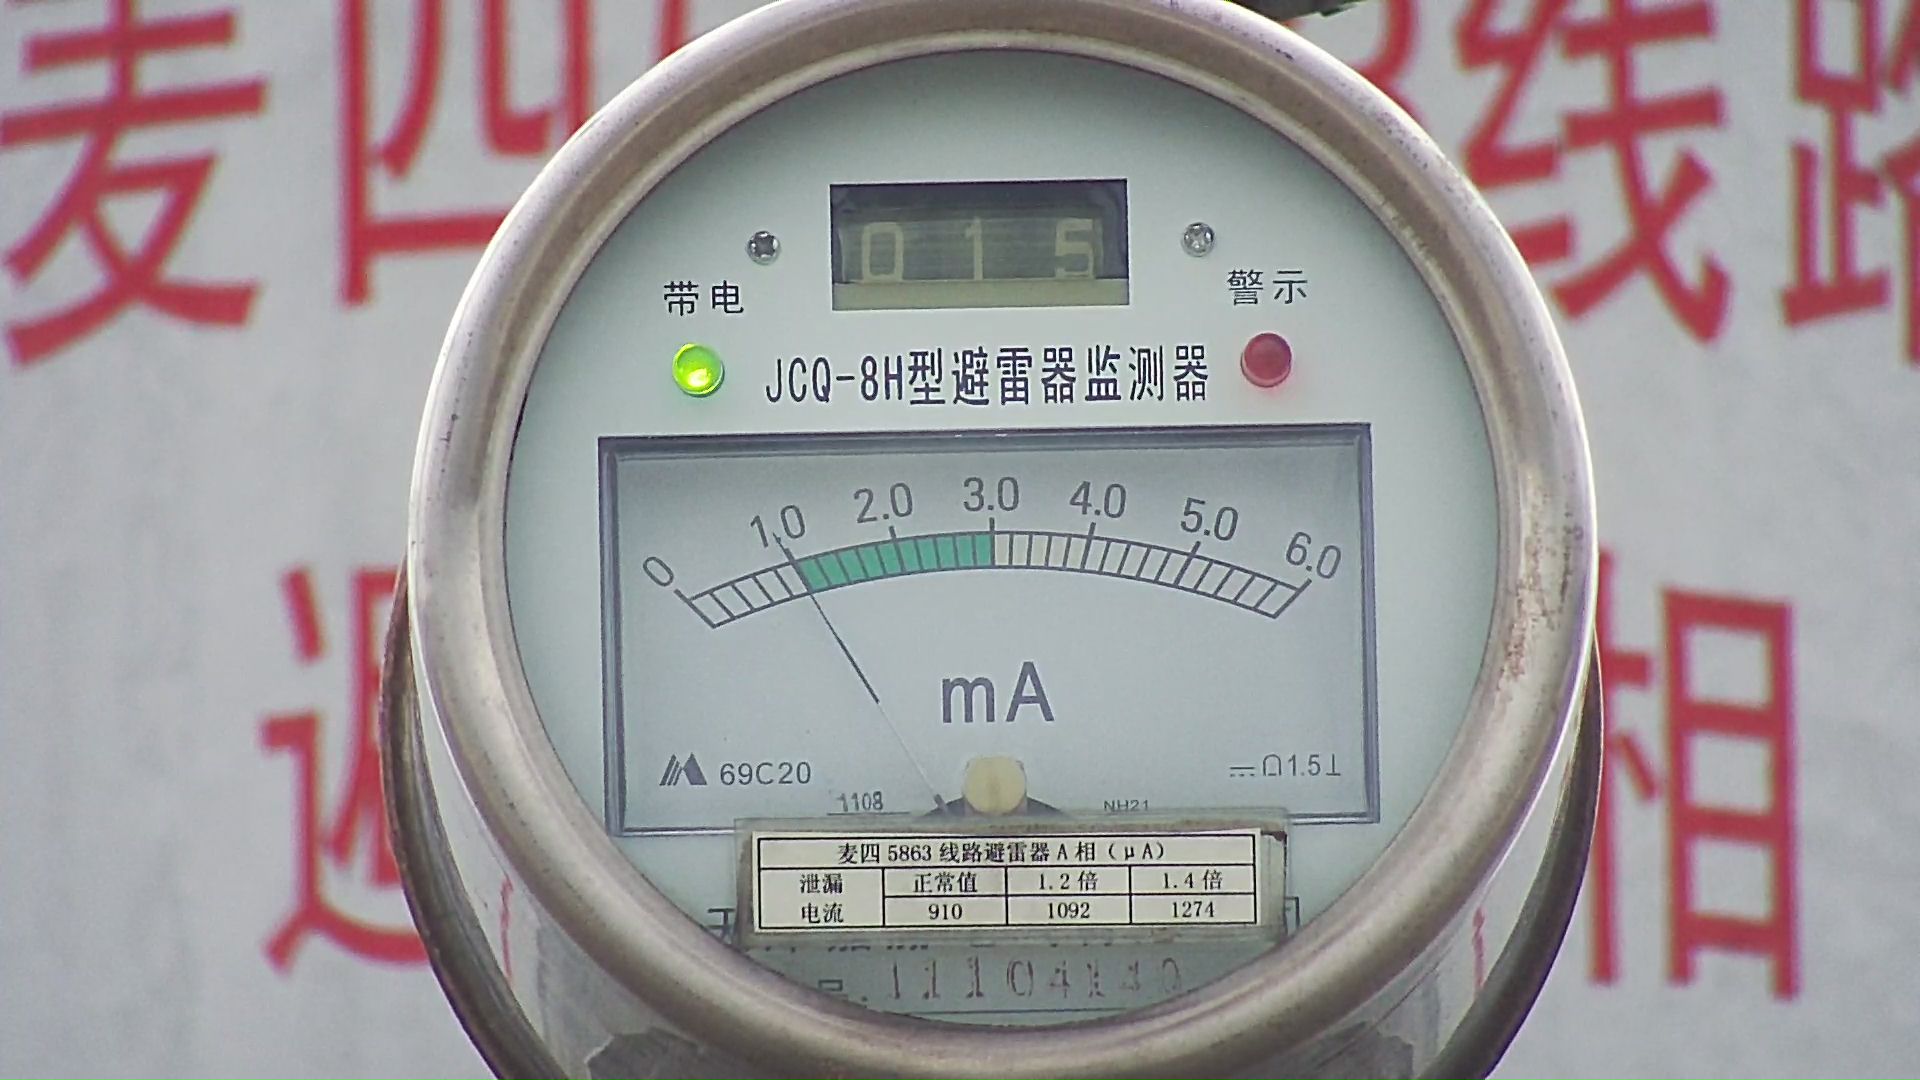 麦四 线路
015
带电 警示
JCQ-8H型避雷器监测器
0 1.0 2.0 3.0 4.0 5.0 6.0
mA
69C20 1.5
1108 NH21
相
麦四 5863 线路避雷器 A 相 (μA)
泄漏电流 正常值 1.2 倍 1.4 倍
910 1092 1274